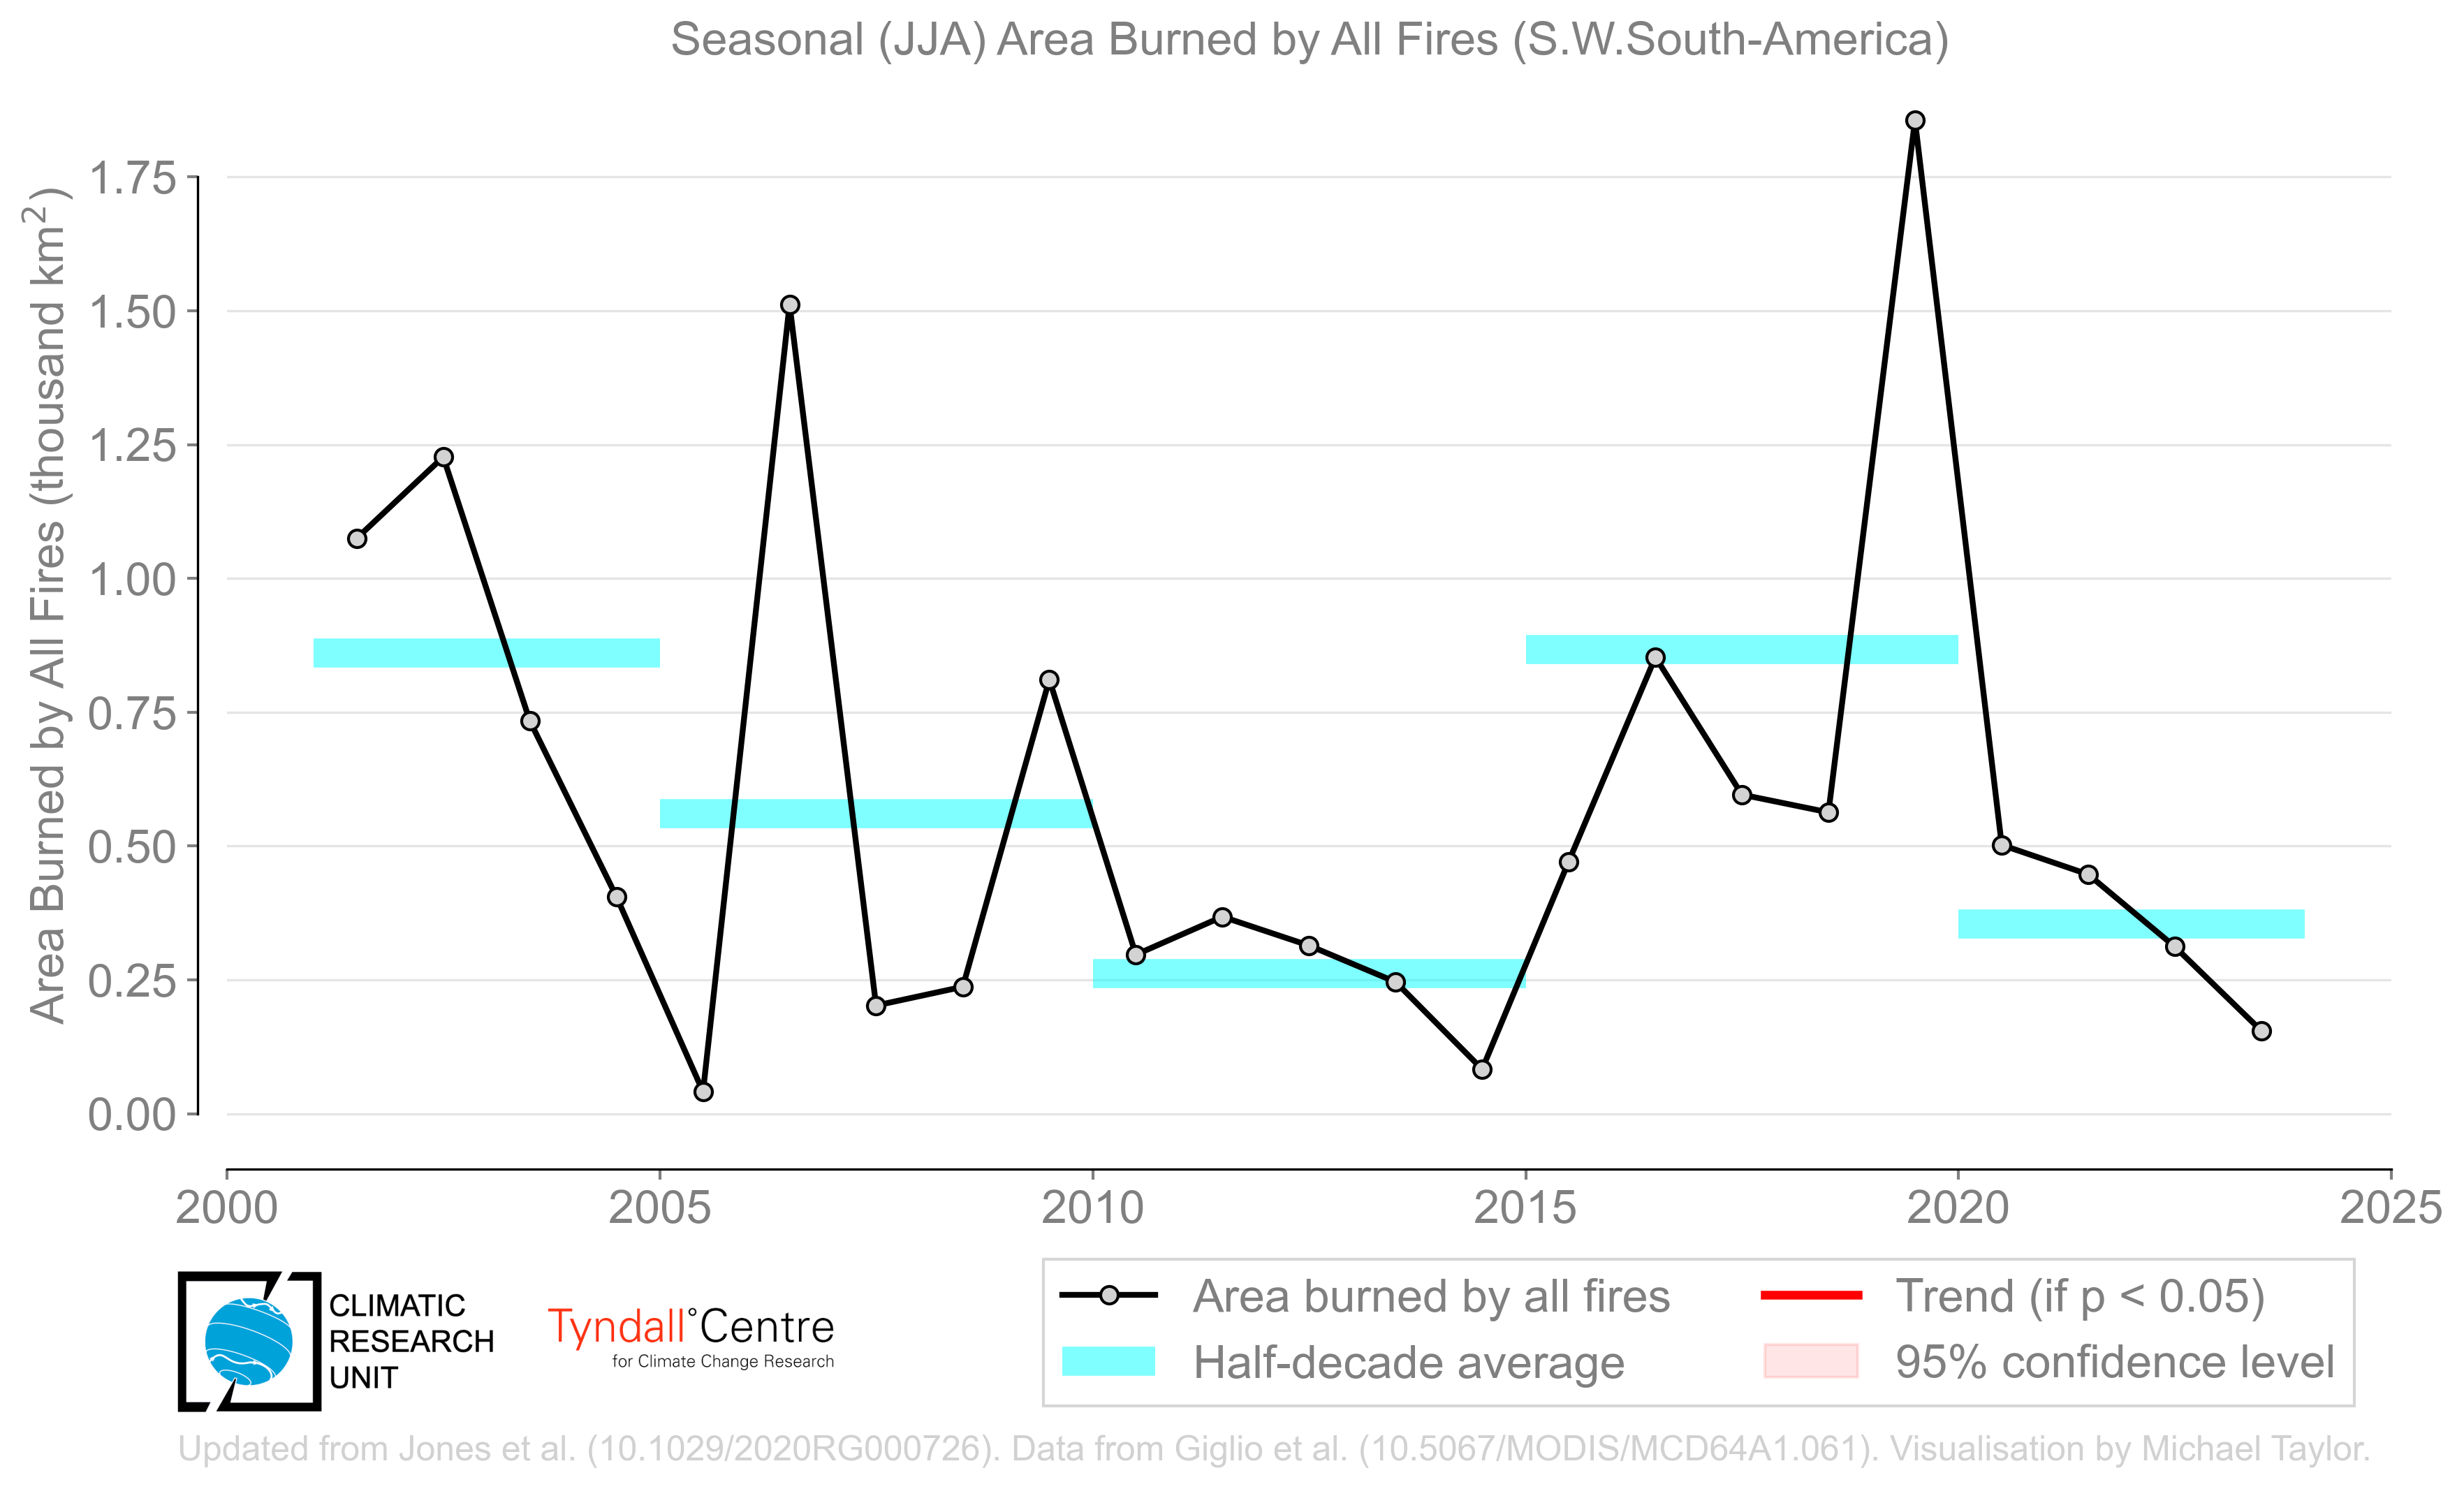 Seasonal (JJA) Area Burned by All Fires (S.W.South-America)
Area Burned by All Fires (thousand km²)
1.75
1.50
1.25
1.00
0.75
0.50
0.25
0.00
2000 2005 2010 2015 2020 2025
CLIMATIC
RESEARCH
UNIT
Tyndall°Centre
for Climate Change Research
Area burned by all fires
Half-decade average
Trend (if p < 0.05)
95% confidence level
Updated from Jones et al. (10.1029/2020RG000726). Data from Giglio et al. (10.5067/MODIS/MCD64A1.061). Visualisation by Michael Taylor.